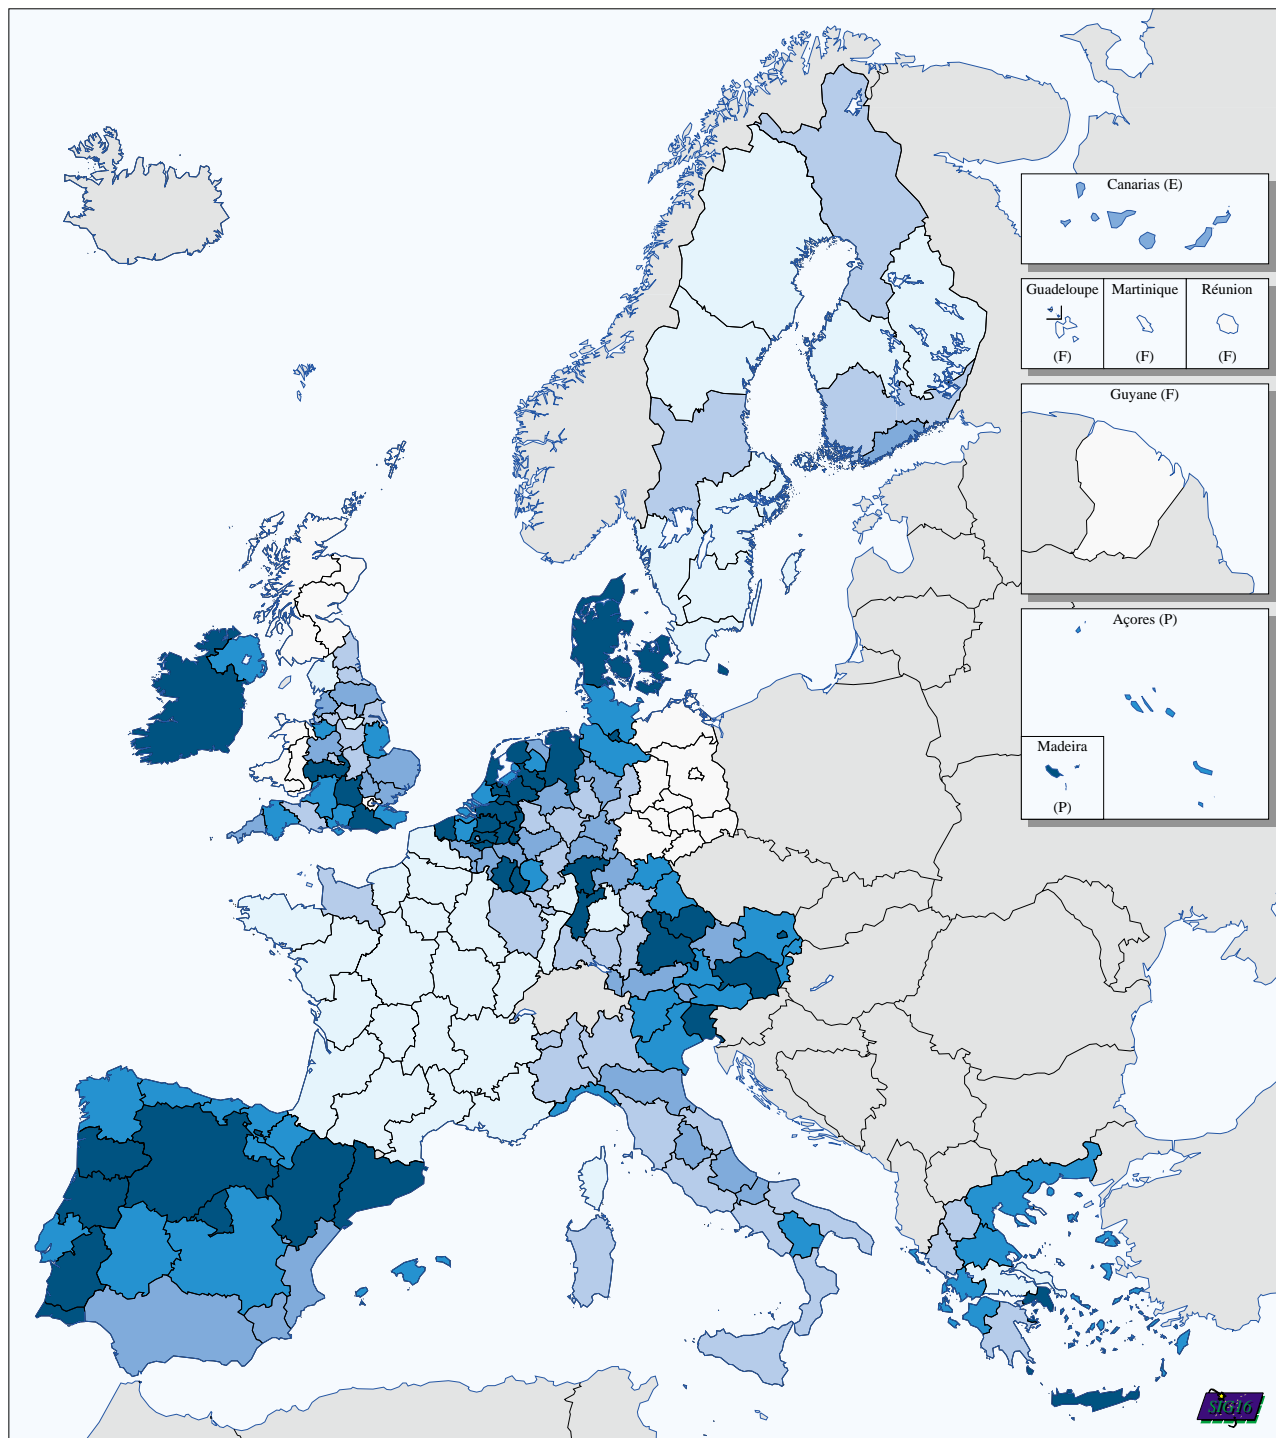 Canarias (E)
Guadeloupe
(F)
Martinique
(F)
Réunion
(F)
Guyane (F)
Açores (P)
Madeira
(P)
SIG16